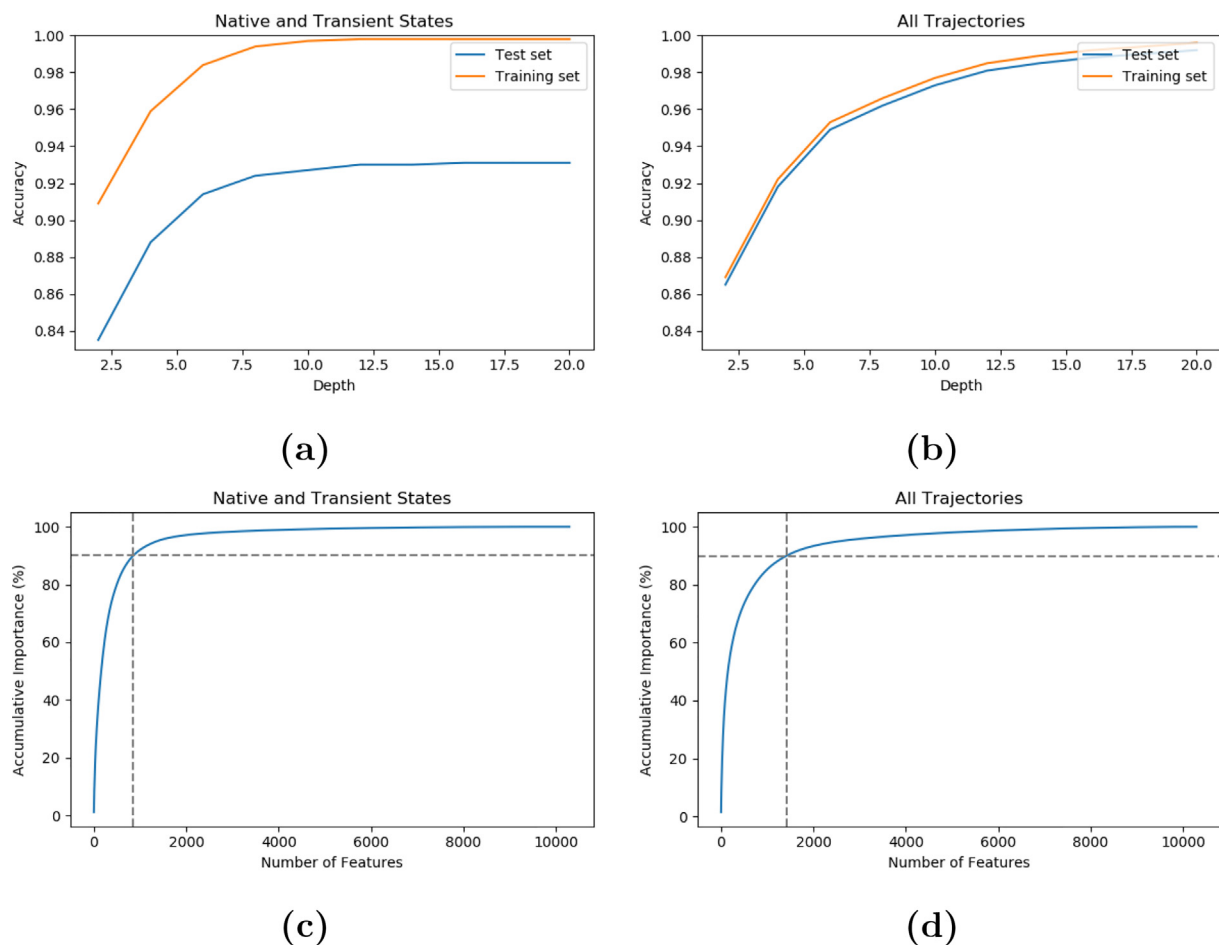 Native and Transient States
1.00
0.98
0.96
0.94
0.92
0.90
0.88
0.86
0.84
Accuracy
Test set
Training set
2.5 5.0 7.5 10.0 12.5 15.0 17.5 20.0
Depth
(a)
All Trajectories
1.00
0.98
0.96
0.94
0.92
0.90
0.88
0.86
0.84
Accuracy
Test set
Training set
2.5 5.0 7.5 10.0 12.5 15.0 17.5 20.0
Depth
(b)
Native and Transient States
100
80
60
40
20
0
Accumulative Importance (%)
0 2000 4000 6000 8000 10000
Number of Features
(c)
All Trajectories
100
80
60
40
20
0
Accumulative Importance (%)
0 2000 4000 6000 8000 10000
Number of Features
(d)